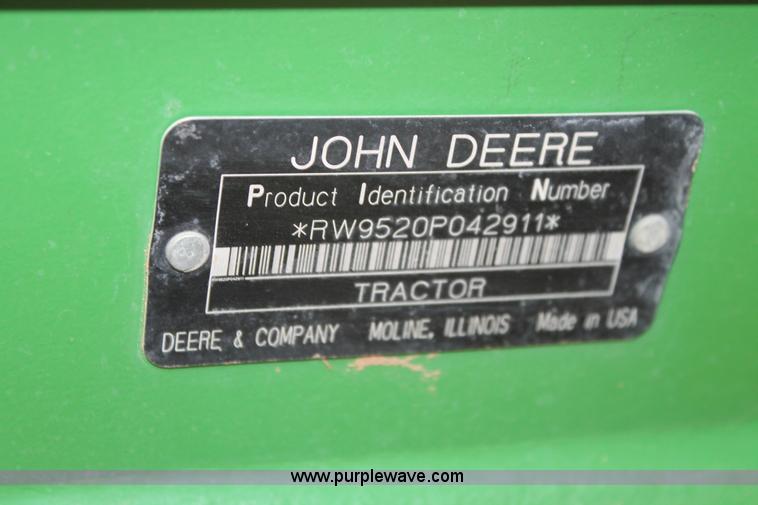 JOHN DEERE
Product Identification Number
*RW9520P042911*
TRACTOR
DEERE & COMPANY MOLINE, ILLINOIS Made in USA
www.purplewave.com